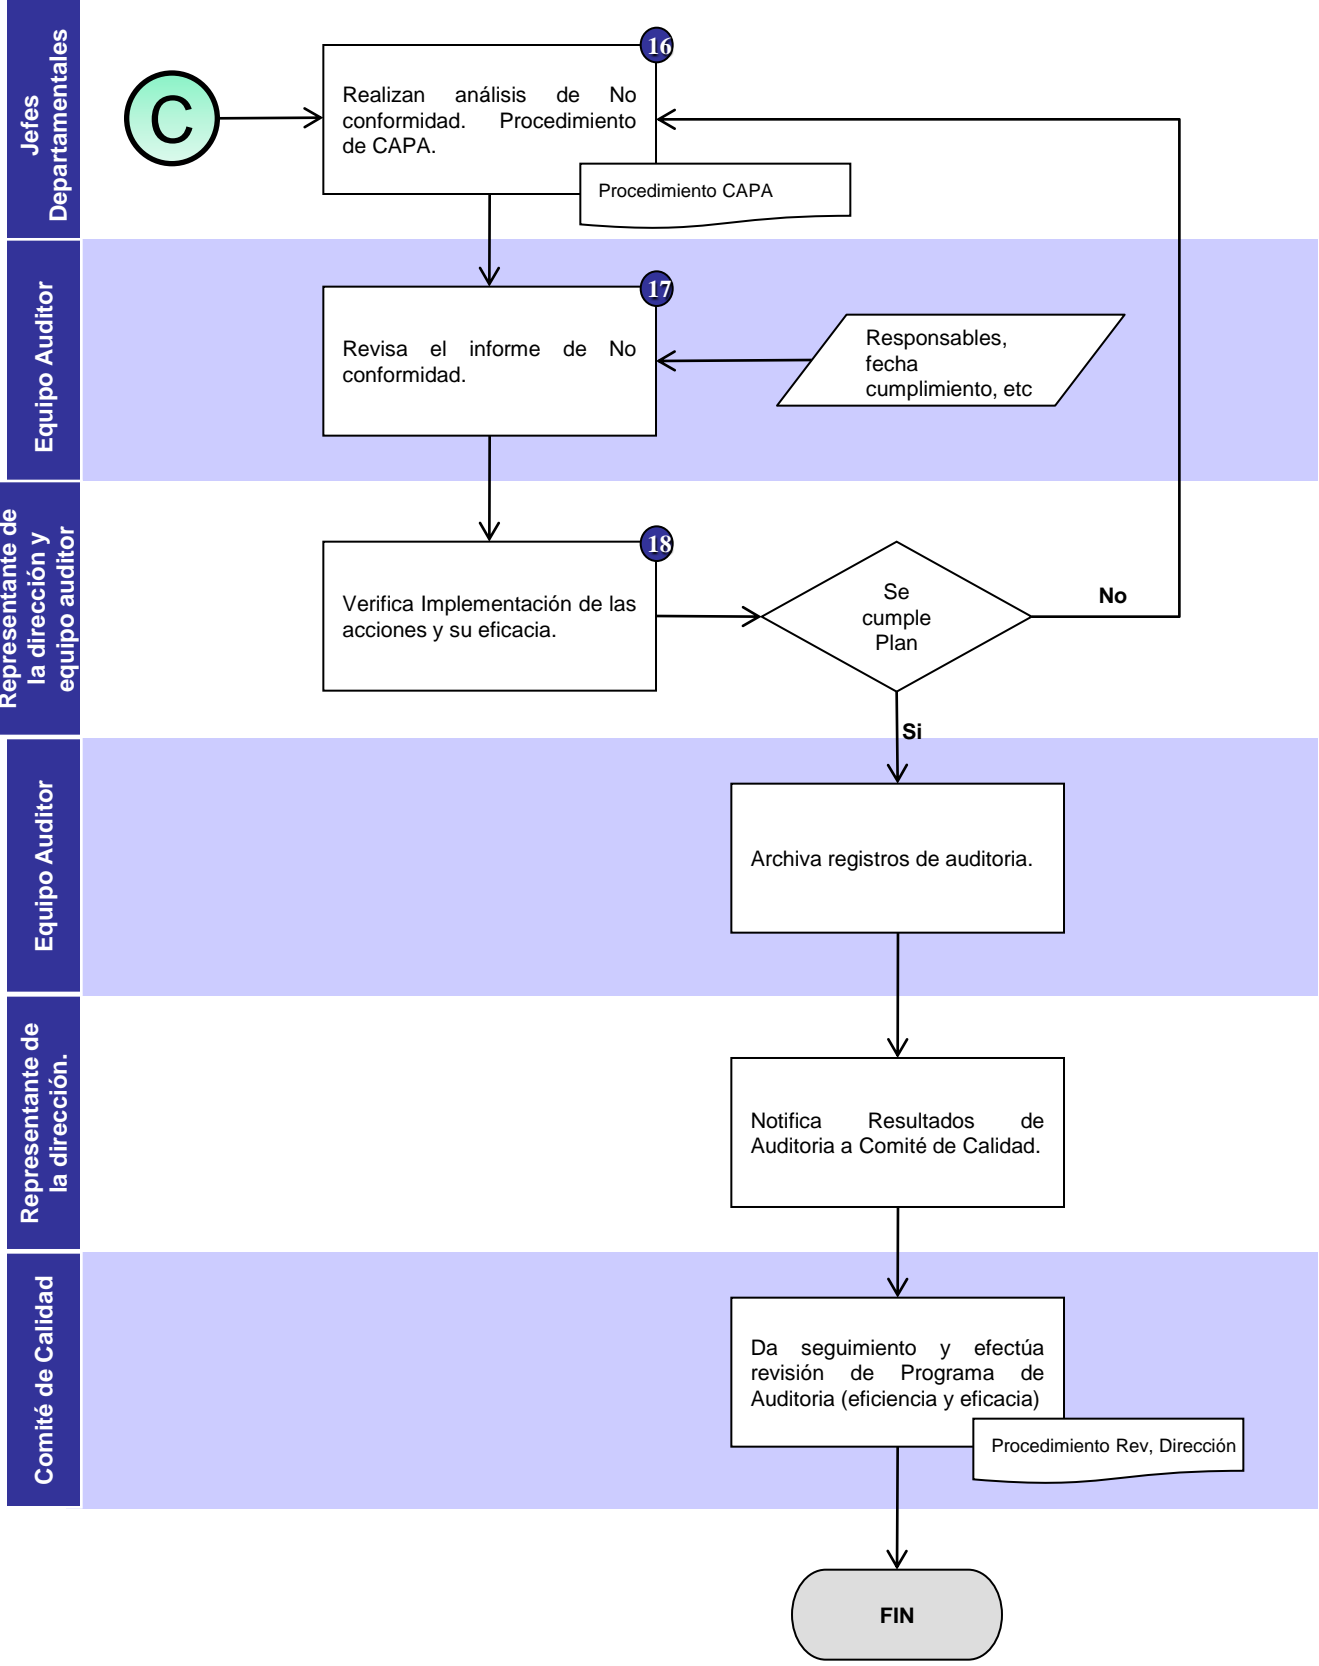 Jefes
Departamentales
C
16
Realizan análisis de No
conformidad. Procedimiento
de CAPA.
Procedimiento CAPA
Equipo Auditor
17
Revisa el informe de No
conformidad.
Responsables,
fecha
cumplimiento, etc
Representante de
la dirección y
equipo auditor
18
Verifica Implementación de las
acciones y su eficacia.
Se
cumple
Plan
No
Si
Equipo Auditor
Archiva registros de auditoria.
Representante de
la dirección.
Notifica Resultados de
Auditoria a Comité de Calidad.
Comité de Calidad
Da seguimiento y efectúa
revisión de Programa de
Auditoria (eficiencia y eficacia)
Procedimiento Rev, Dirección
FIN